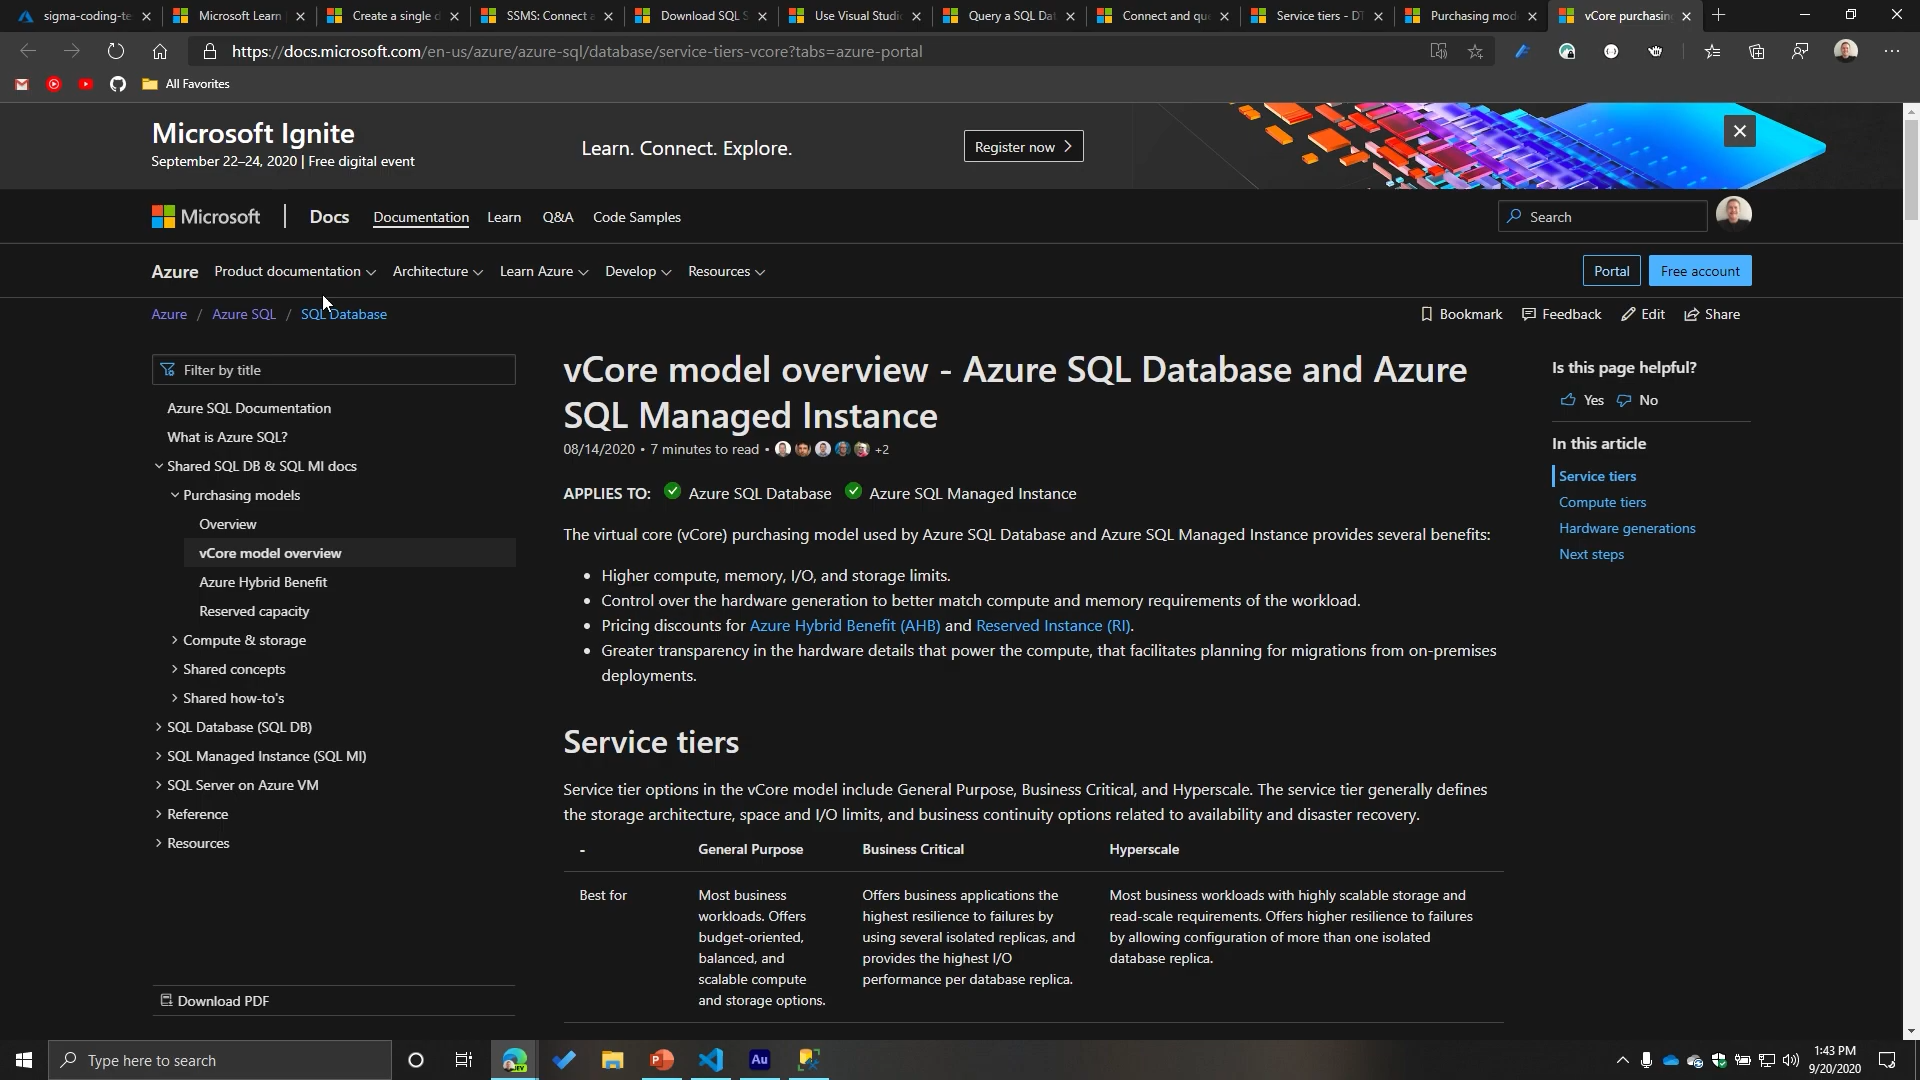 sigma-coding-te
Microsoft Learn
Create a single d
SSMS: Connect a
Download SQL S
Use Visual Studio
Query a SQL Dat
Connect and qu
Service tiers - DT
Purchasing mod
vCore purchasin
https://docs.microsoft.com/en-us/azure/azure-sql/database/service-tiers-vcore?tabs=azure-portal
All Favorites
Microsoft Ignite
September 22–24, 2020 | Free digital event
Learn. Connect. Explore.
Register now
Microsoft
Docs
Documentation
Learn
Q&A
Code Samples
Search
Azure
Product documentation
Architecture
Learn Azure
Develop
Resources
Portal
Free account
Azure / Azure SQL / SQL Database
Bookmark
Feedback
Edit
Share
Filter by title
Azure SQL Documentation
What is Azure SQL?
Shared SQL DB & SQL MI docs
Purchasing models
Overview
vCore model overview
Azure Hybrid Benefit
Reserved capacity
Compute & storage
Shared concepts
Shared how-to's
SQL Database (SQL DB)
SQL Managed Instance (SQL MI)
SQL Server on Azure VM
Reference
Resources
Download PDF
vCore model overview - Azure SQL Database and Azure
SQL Managed Instance
08/14/2020 • 7 minutes to read • +2
APPLIES TO: Azure SQL Database Azure SQL Managed Instance
The virtual core (vCore) purchasing model used by Azure SQL Database and Azure SQL Managed Instance provides several benefits:
• Higher compute, memory, I/O, and storage limits.
• Control over the hardware generation to better match compute and memory requirements of the workload.
• Pricing discounts for Azure Hybrid Benefit (AHB) and Reserved Instance (RI).
• Greater transparency in the hardware details that power the compute, that facilitates planning for migrations from on-premises
deployments.
Service tiers
Service tier options in the vCore model include General Purpose, Business Critical, and Hyperscale. The service tier generally defines
the storage architecture, space and I/O limits, and business continuity options related to availability and disaster recovery.
-
General Purpose
Business Critical
Hyperscale
Best for
Most business
workloads. Offers
budget-oriented,
balanced, and
scalable compute
and storage options.
Offers business applications the
highest resilience to failures by
using several isolated replicas, and
provides the highest I/O
performance per database replica.
Most business workloads with highly scalable storage and
read-scale requirements. Offers higher resilience to failures
by allowing configuration of more than one isolated
database replica.
Is this page helpful?
Yes
No
In this article
Service tiers
Compute tiers
Hardware generations
Next steps
Type here to search
Au
1:43 PM
9/20/2020